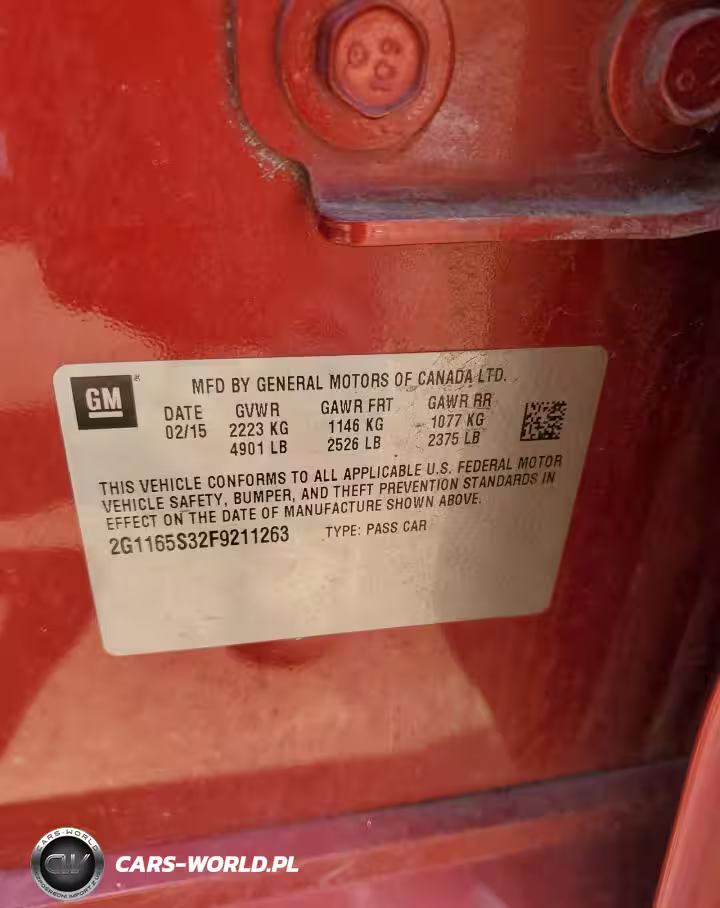 GM
MFD BY GENERAL MOTORS OF CANADA LTD.
DATE GVWR GAWR FRT GAWR RR
02/15 2223 KG 1146 KG 1077 KG
4901 LB 2526 LB 2375 LB
THIS VEHICLE CONFORMS TO ALL APPLICABLE U.S. FEDERAL MOTOR
VEHICLE SAFETY, BUMPER, AND THEFT PREVENTION STANDARDS IN
EFFECT ON THE DATE OF MANUFACTURE SHOWN ABOVE.
2G1165S32F9211263 TYPE: PASS CAR
CARS-WORLD
CW
CARS-WORLD.PL